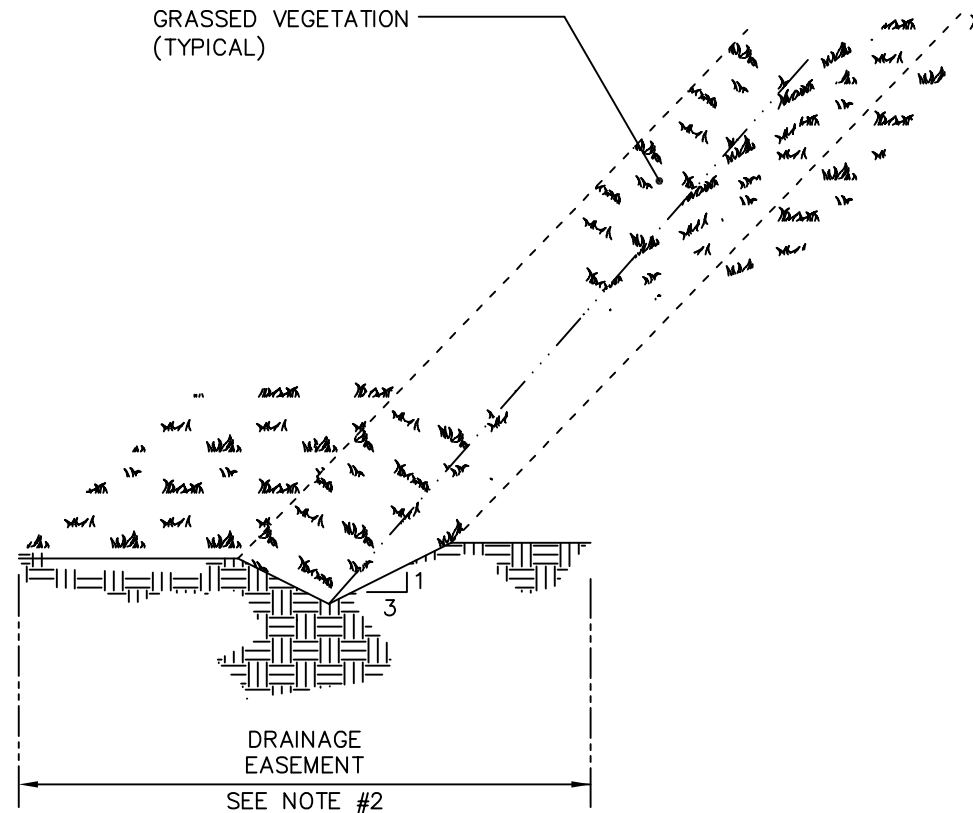 GRASSED VEGETATION
(TYPICAL)
1
3
DRAINAGE
EASEMENT
SEE NOTE #2